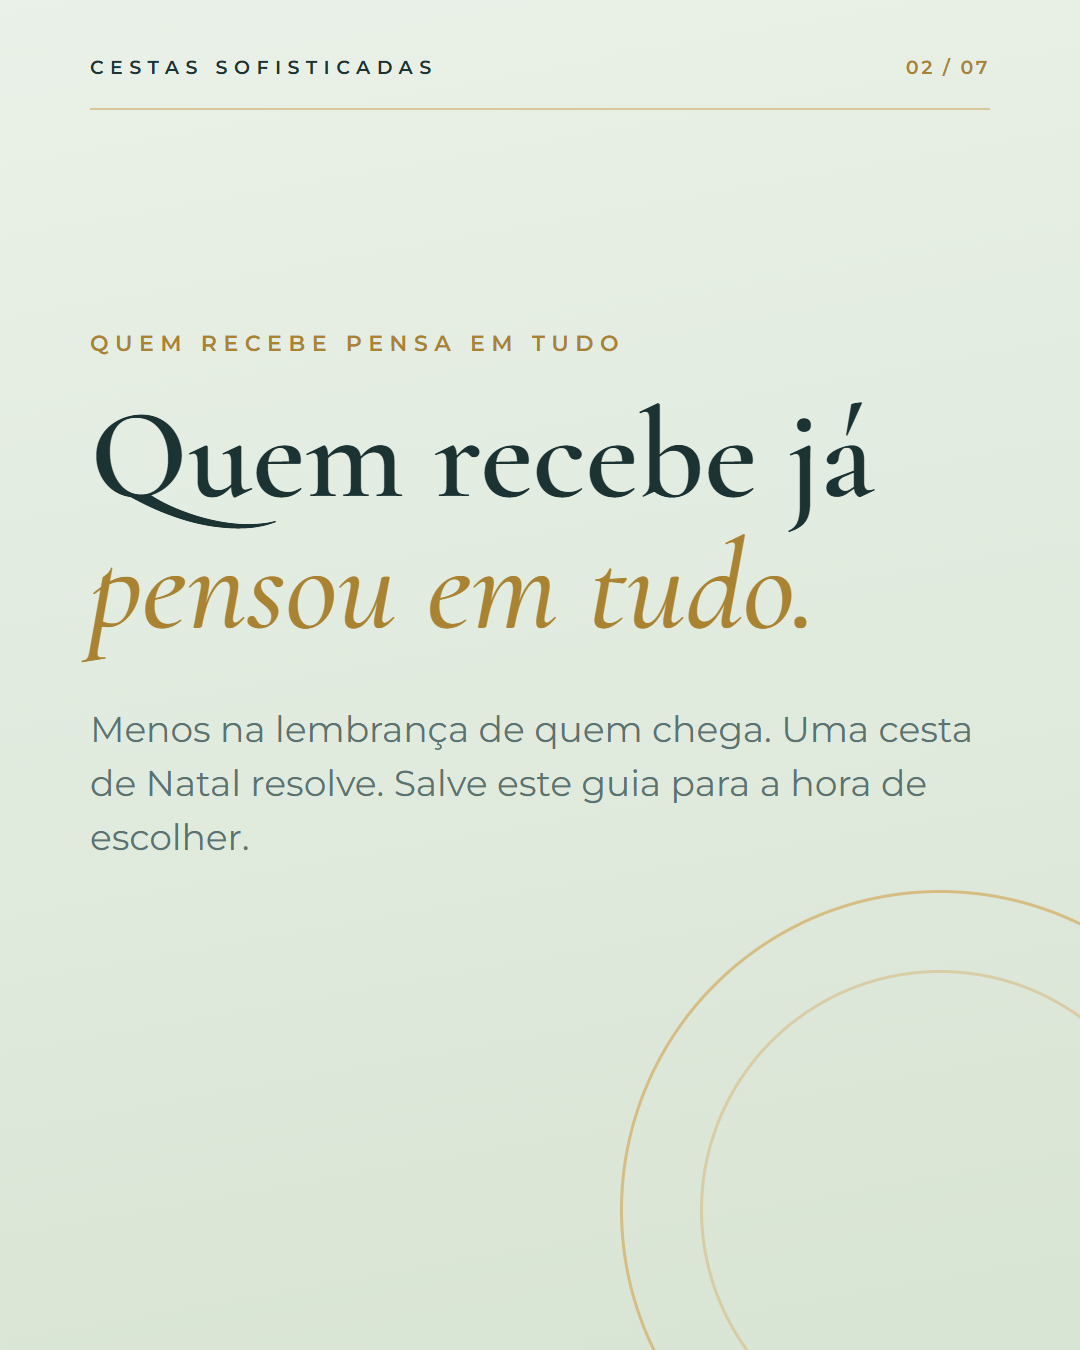 CESTAS SOFISTICADAS
02 / 07
QUEM RECEBE PENSA EM TUDO
Quem recebe já
pensou em tudo.
Menos na lembrança de quem chega. Uma cesta
de Natal resolve. Salve este guia para a hora de
escolher.